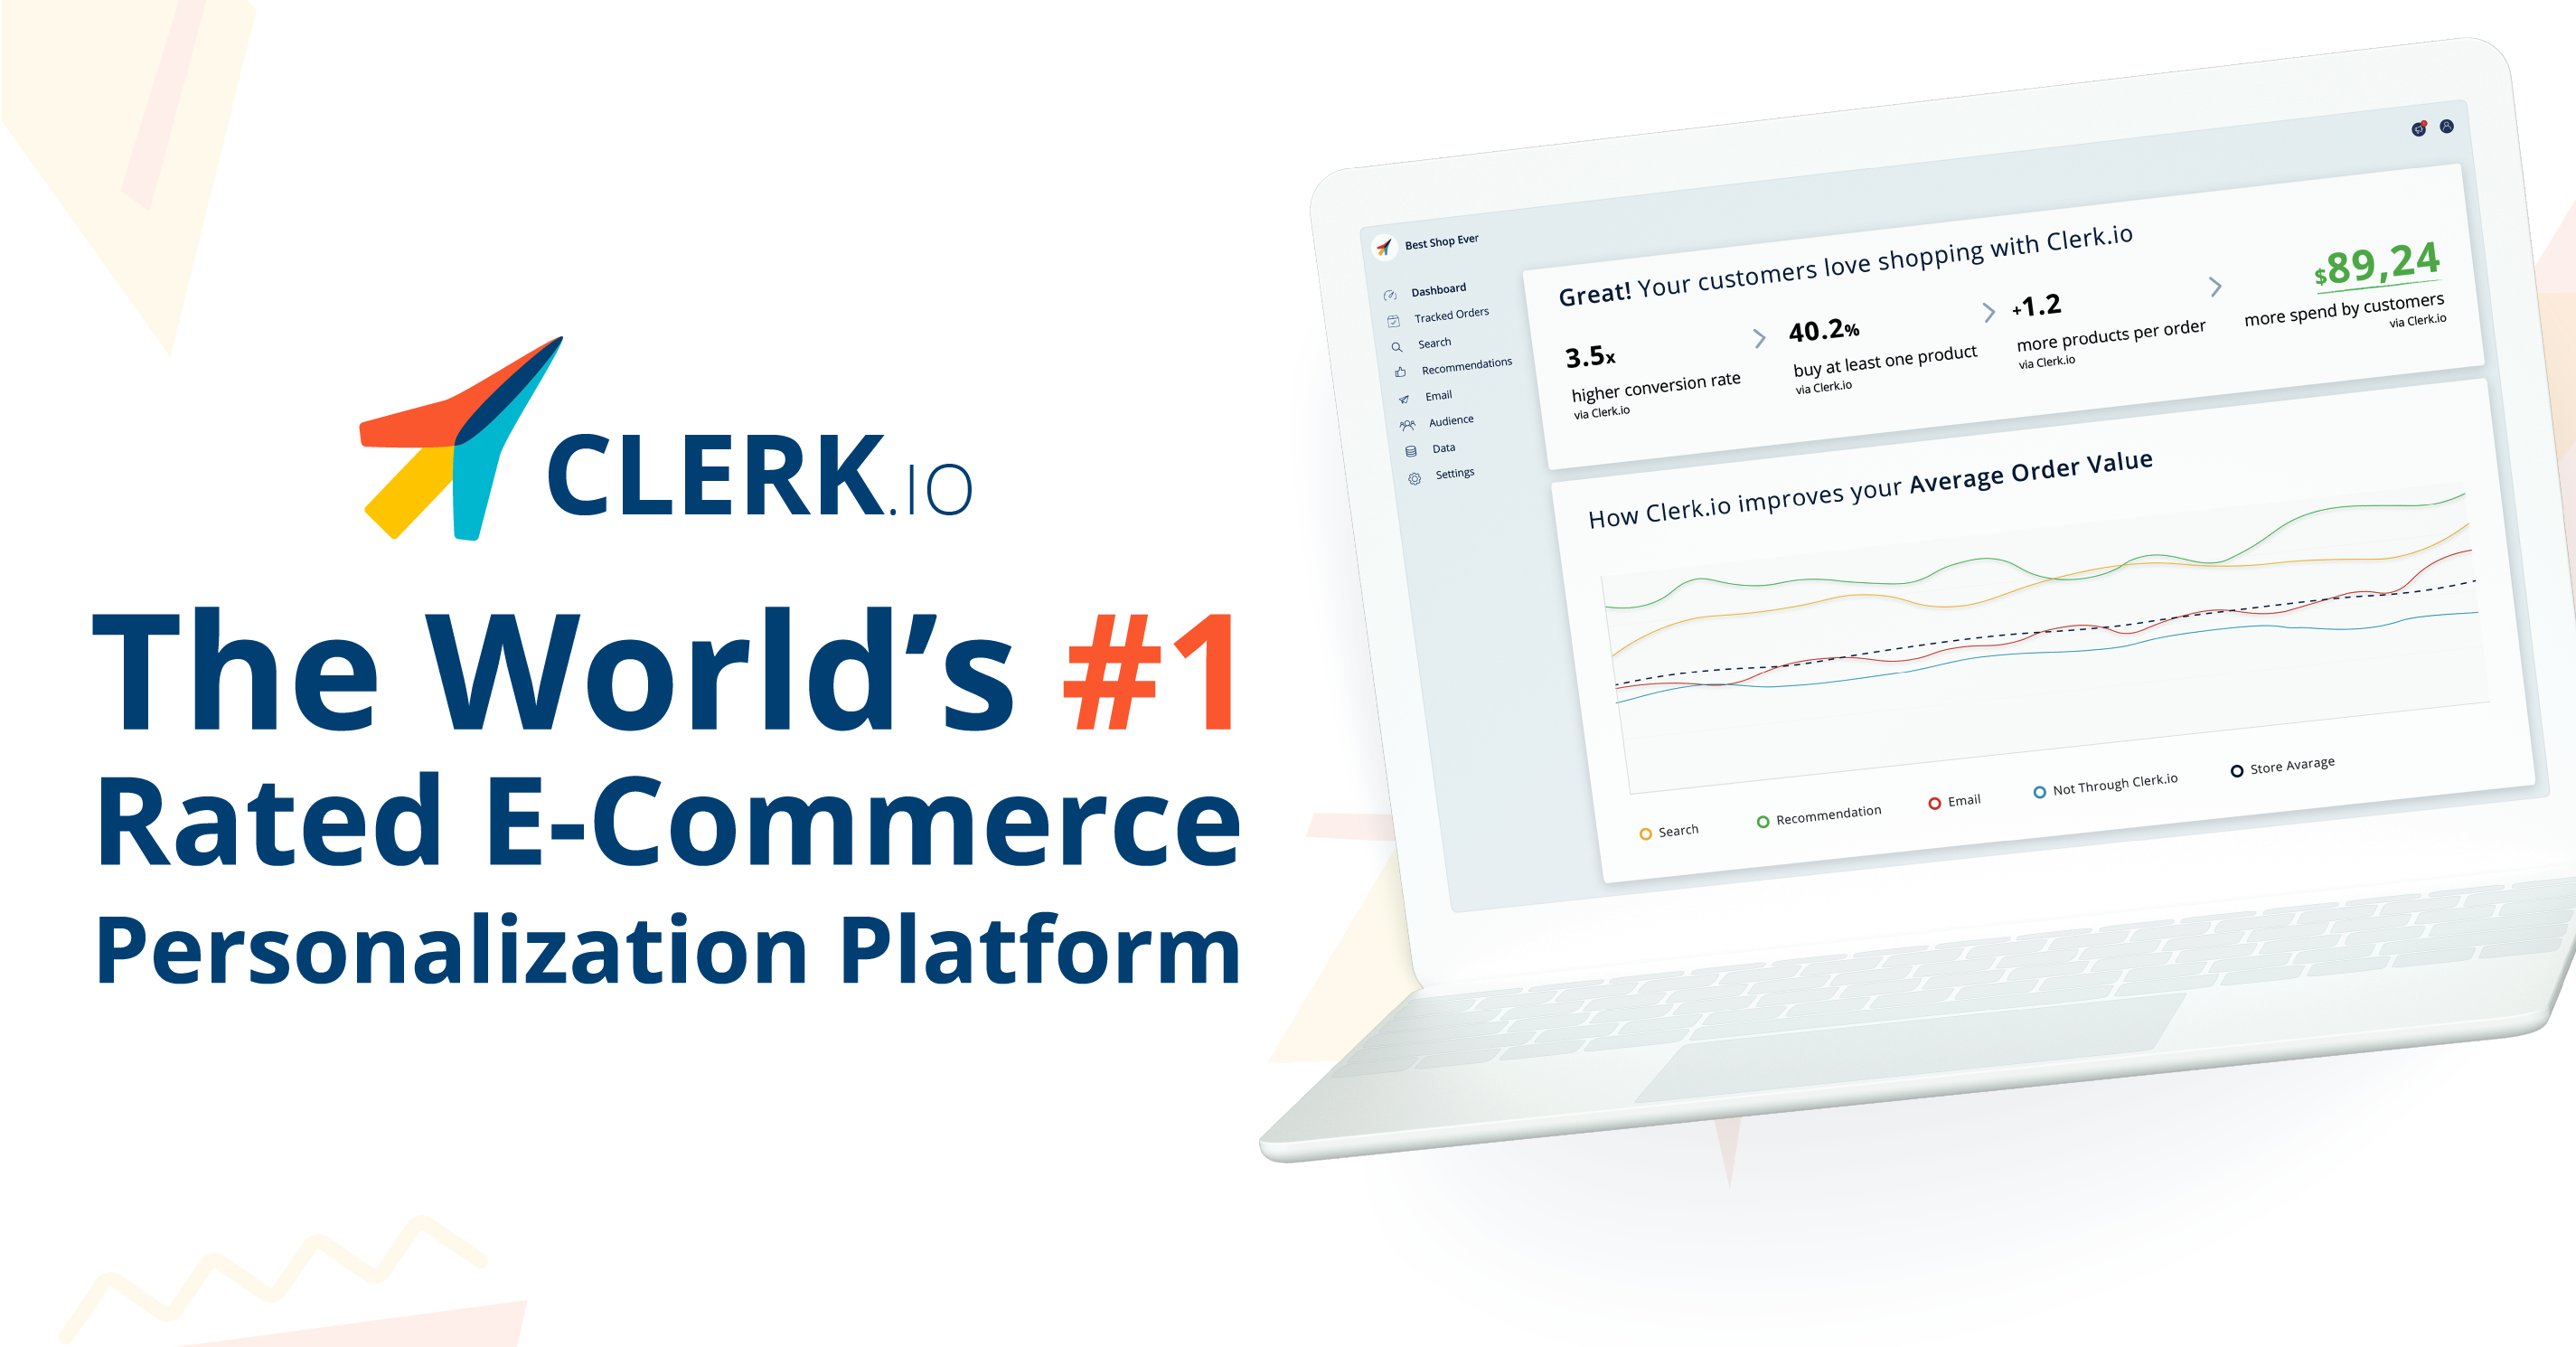 CLERK.IO
The World's #1
Rated E-Commerce
Personalization Platform
Best Shop Ever
Dashboard
Tracked Orders
Search
Recommendations
Email
Audience
Data
Settings
Great! Your customers love shopping with Clerk.io
3.5x
higher conversion rate
via Clerk.io
40.2%
buy at least one product
via Clerk.io
+1.2
more products per order
via Clerk.io
$89,24
more spend by customers
via Clerk.io
How Clerk.io improves your Average Order Value
Search
Recommendation
Email
Not Through Clerk.io
Store Avarage